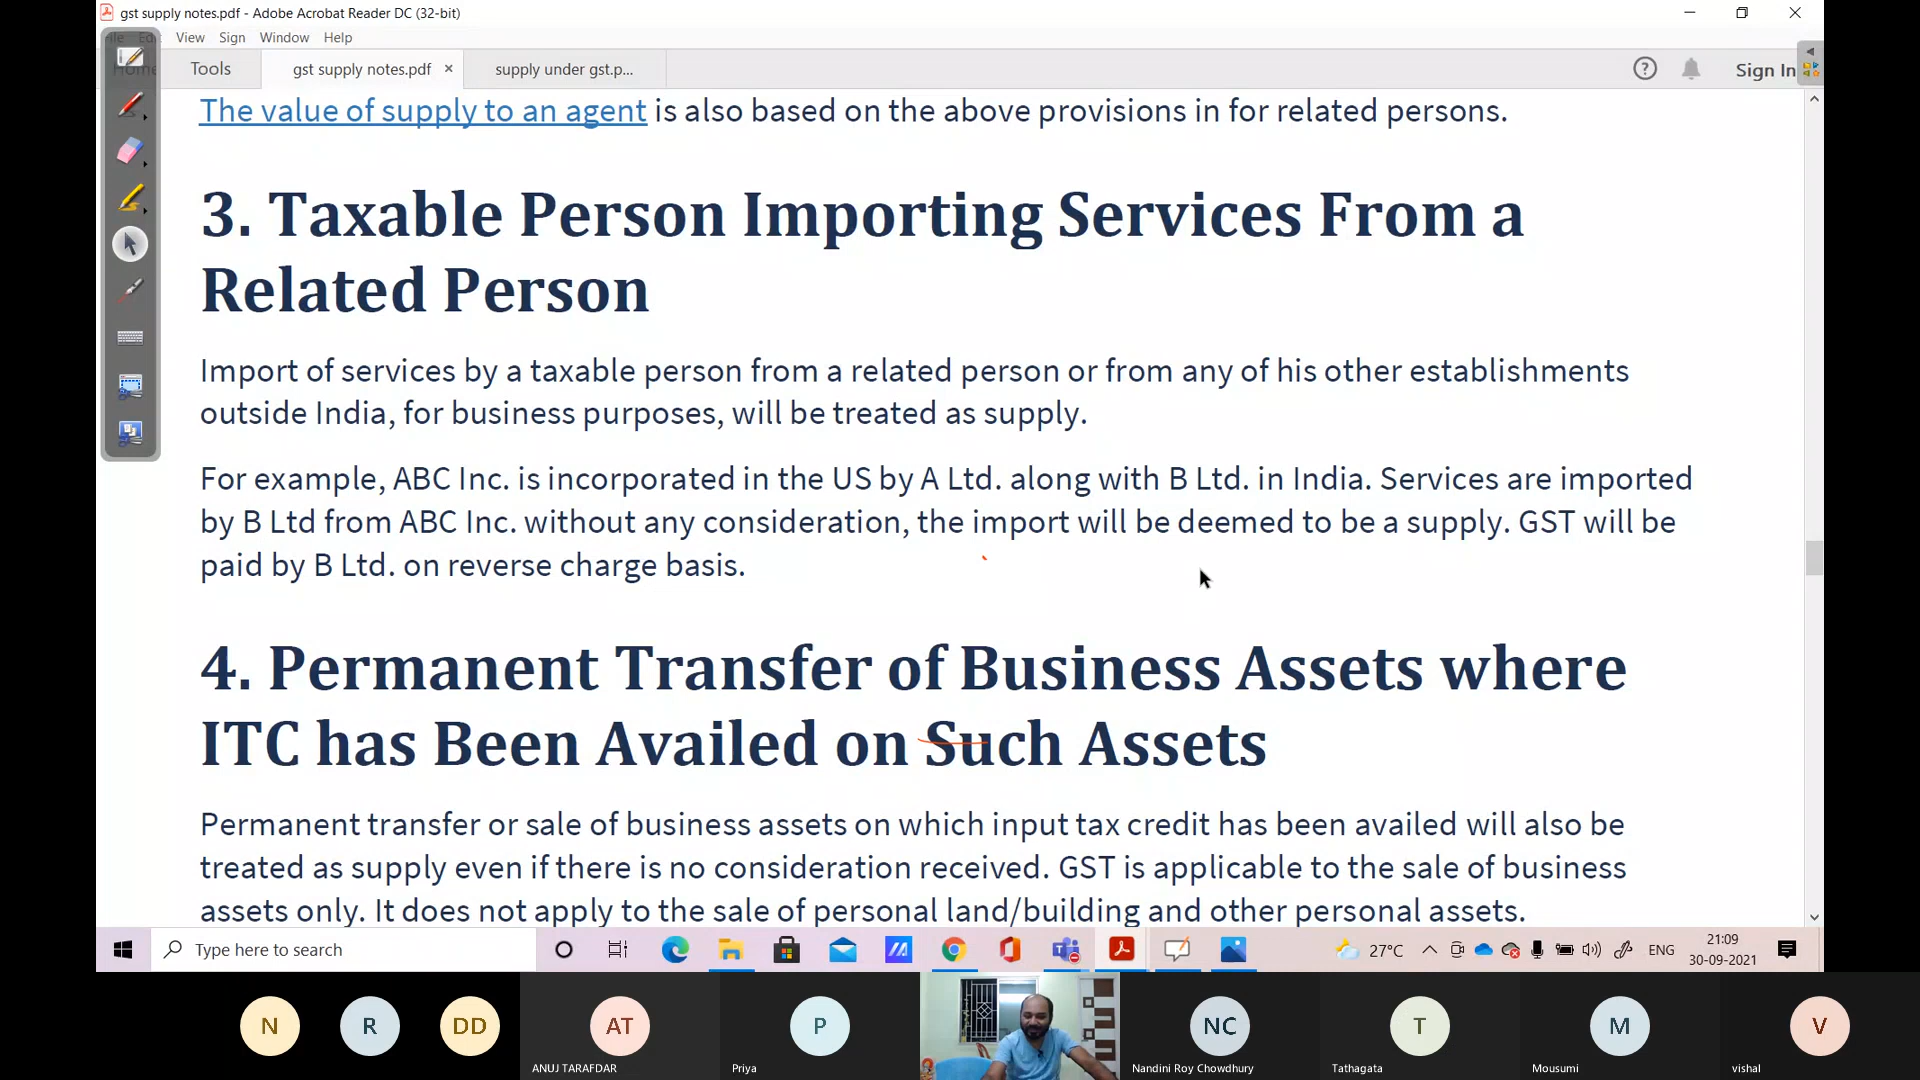 gst supply notes.pdf - Adobe Acrobat Reader DC (32-bit)
View Sign Window Help
Tools
gst supply notes.pdf ×
supply under gst.p...
Sign In
The value of supply to an agent is also based on the above provisions in for related persons.
3. Taxable Person Importing Services From a
Related Person
Import of services by a taxable person from a related person or from any of his other establishments
outside India, for business purposes, will be treated as supply.
For example, ABC Inc. is incorporated in the US by A Ltd. along with B Ltd. in India. Services are imported
by B Ltd from ABC Inc. without any consideration, the import will be deemed to be a supply. GST will be
paid by B Ltd. on reverse charge basis.
4. Permanent Transfer of Business Assets where
ITC has Been Availed on Such Assets
Permanent transfer or sale of business assets on which input tax credit has been availed will also be
treated as supply even if there is no consideration received. GST is applicable to the sale of business
assets only. It does not apply to the sale of personal land/building and other personal assets.
Type here to search
27°C
ENG
21:09
30-09-2021
N
R
DD
AT
P
NC
T
M
V
ANUJ TARAFDAR
Priya
Nandini Roy Chowdhury
Tathagata
Mousumi
vishal